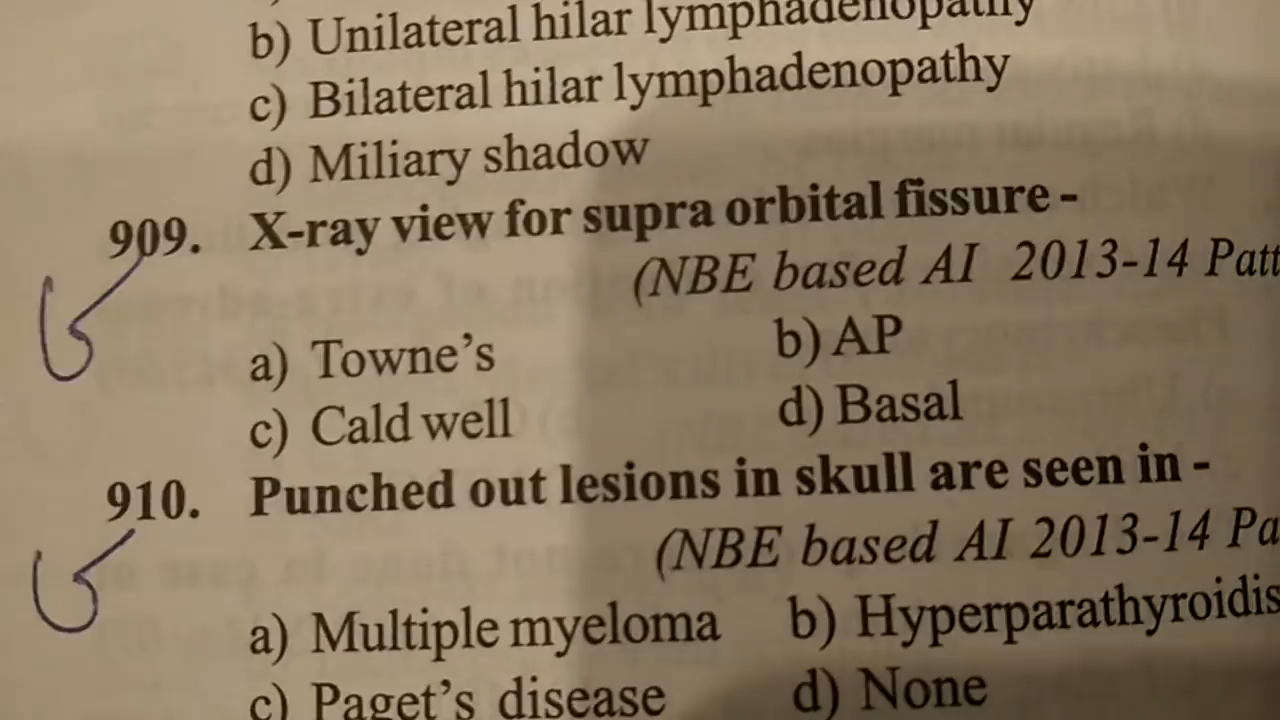 b) Unilateral hilar lymphadenopathy
c) Bilateral hilar lymphadenopathy
d) Miliary shadow
909. X-ray view for supra orbital fissure -
(NBE based AI 2013-14 Patt
a) Towne's b) AP
c) Cald well d) Basal
910. Punched out lesions in skull are seen in -
(NBE based AI 2013-14 Pa
a) Multiple myeloma b) Hyperparathyroidis
c) Paget's disease d) None